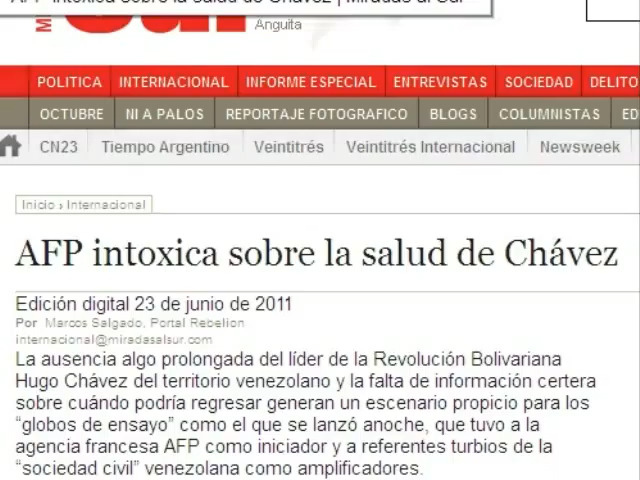 AFP intoxica sobre la salud de Chávez | Miradas al Sur
Anguita
POLITICA INTERNACIONAL INFORME ESPECIAL ENTREVISTAS SOCIEDAD DELITO
OCTUBRE NI A PALOS REPORTAJE FOTOGRAFICO BLOGS COLUMNISTAS ED
CN23 Tiempo Argentino Veintitrés Veintitrés Internacional Newsweek
Inicio › Internacional
AFP intoxica sobre la salud de Chávez
Edición digital 23 de junio de 2011
Por Marcos Salgado, Portal Rebelion
internacional@miradasalsur.com
La ausencia algo prolongada del líder de la Revolución Bolivariana
Hugo Chávez del territorio venezolano y la falta de información certera
sobre cuándo podría regresar generan un escenario propicio para los
“globos de ensayo” como el que se lanzó anoche, que tuvo a la
agencia francesa AFP como iniciador y a referentes turbios de la
“sociedad civil” venezolana como amplificadores.